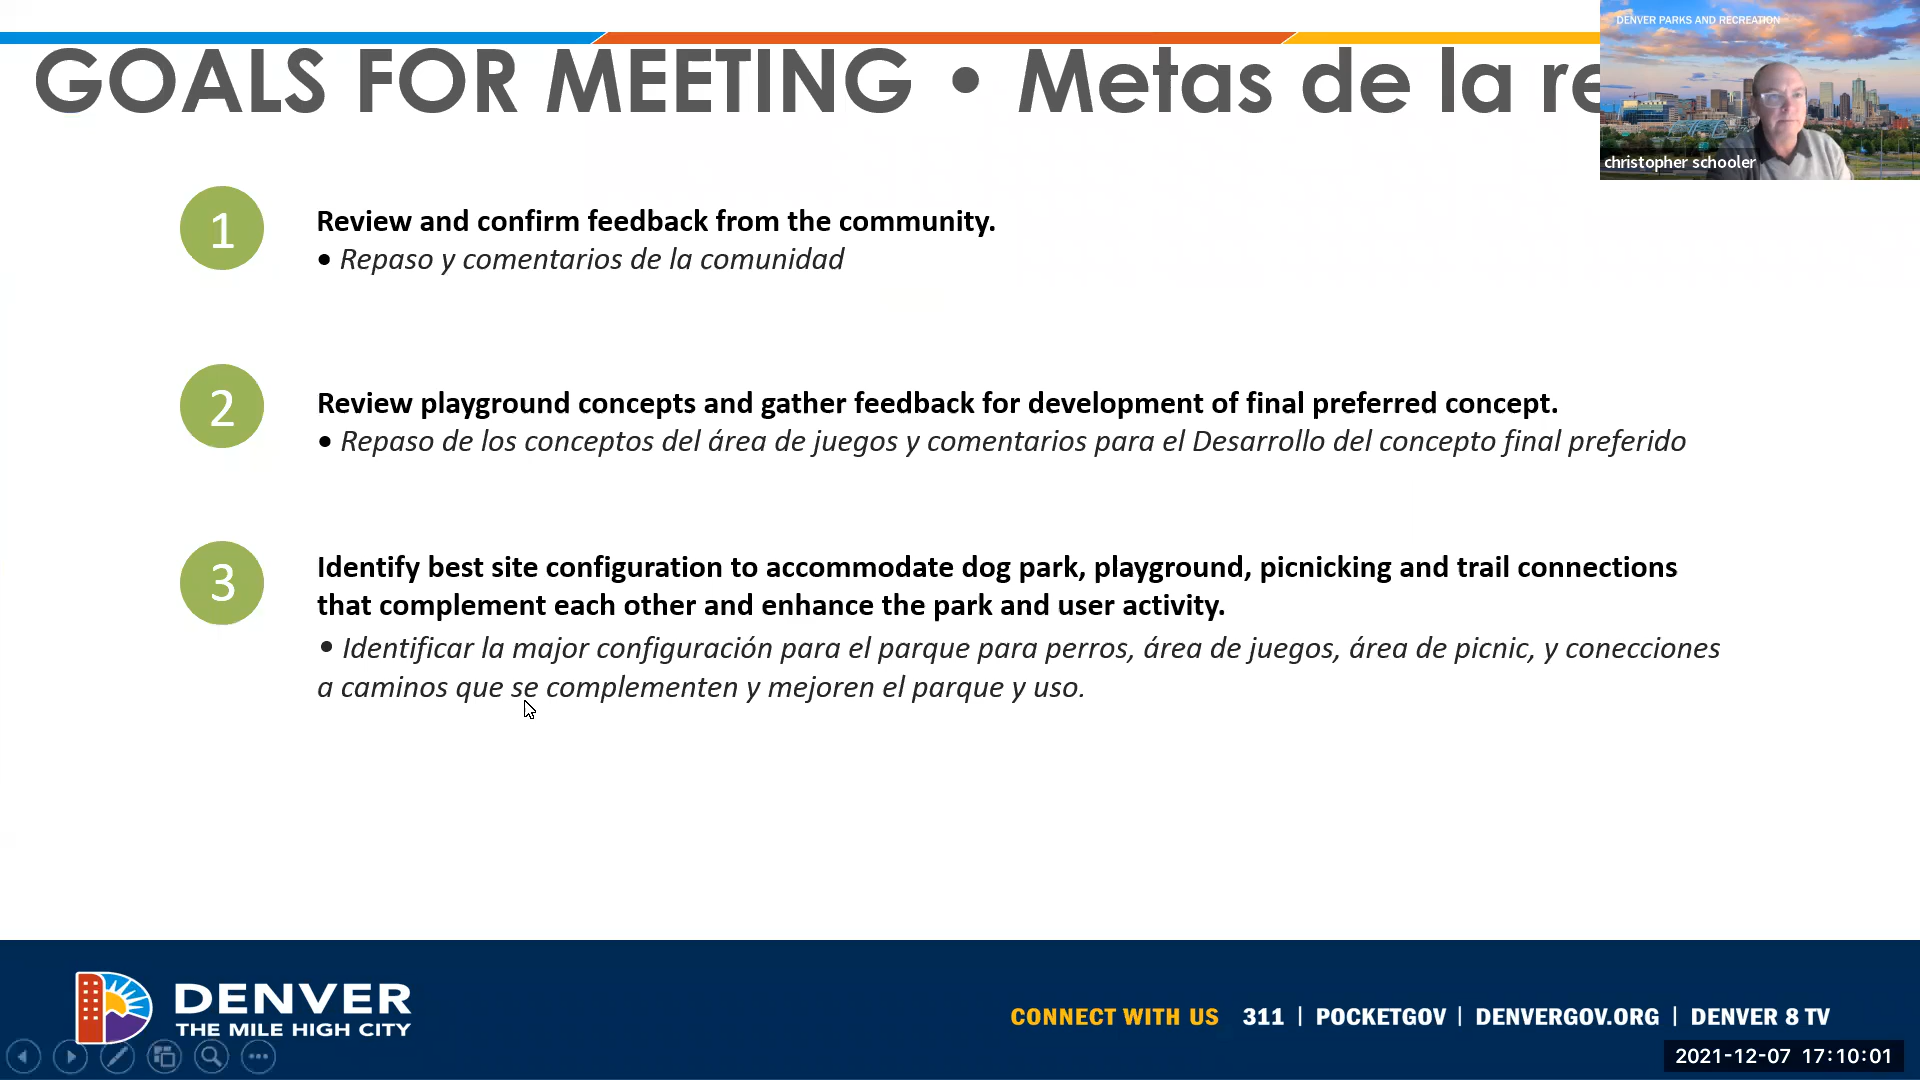 DENVER PARKS AND RECREATION
GOALS FOR MEETING • Metas de la re
christopher schooler
1
Review and confirm feedback from the community.
• Repaso y comentarios de la comunidad
2
Review playground concepts and gather feedback for development of final preferred concept.
• Repaso de los conceptos del área de juegos y comentarios para el Desarrollo del concepto final preferido
3
Identify best site configuration to accommodate dog park, playground, picnicking and trail connections
that complement each other and enhance the park and user activity.
• Identificar la major configuración para el parque para perros, área de juegos, área de picnic, y conecciones
a caminos que se complementen y mejoren el parque y uso.
DENVER
THE MILE HIGH CITY
CONNECT WITH US 311 | POCKETGOV | DENVERGOV.ORG | DENVER 8 TV
2021-12-07 17:10:01